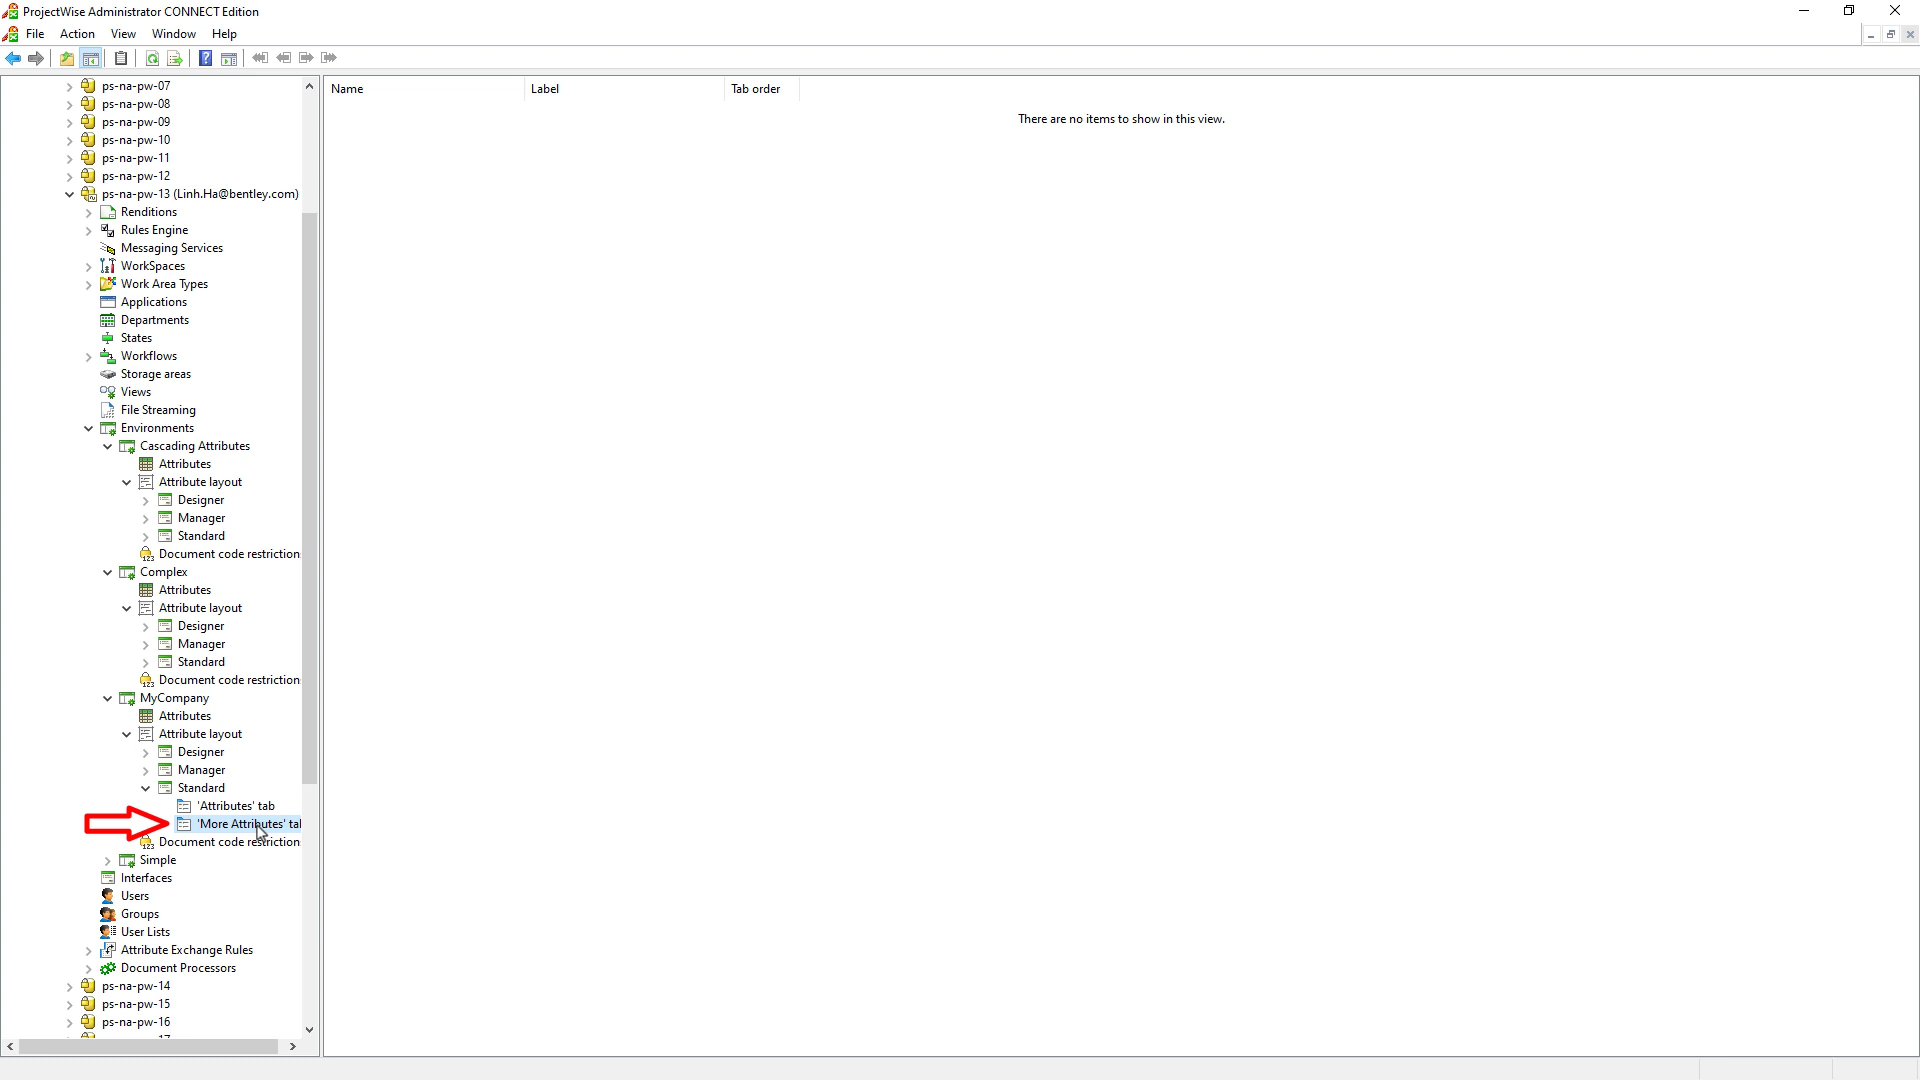 ProjectWise Administrator CONNECT Edition
File Action View Window Help
Name Label Tab order
There are no items to show in this view.
ps-na-pw-07
ps-na-pw-08
ps-na-pw-09
ps-na-pw-10
ps-na-pw-11
ps-na-pw-12
ps-na-pw-13 (Linh.Ha@bentley.com)
Renditions
Rules Engine
Messaging Services
WorkSpaces
Work Area Types
Applications
Departments
States
Workflows
Storage areas
Views
File Streaming
Environments
Cascading Attributes
Attributes
Attribute layout
Designer
Manager
Standard
Document code restriction
Complex
Attributes
Attribute layout
Designer
Manager
Standard
Document code restriction
MyCompany
Attributes
Attribute layout
Designer
Manager
Standard
'Attributes' tab
'More Attributes' ta
Document code restriction
Simple
Interfaces
Users
Groups
User Lists
Attribute Exchange Rules
Document Processors
ps-na-pw-14
ps-na-pw-15
ps-na-pw-16